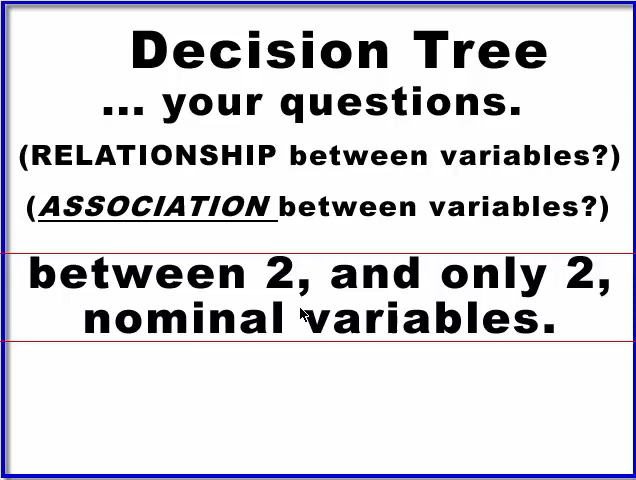 Decision Tree
... your questions.
(RELATIONSHIP between variables?)
(ASSOCIATION between variables?)
between 2, and only 2,
nominal variables.